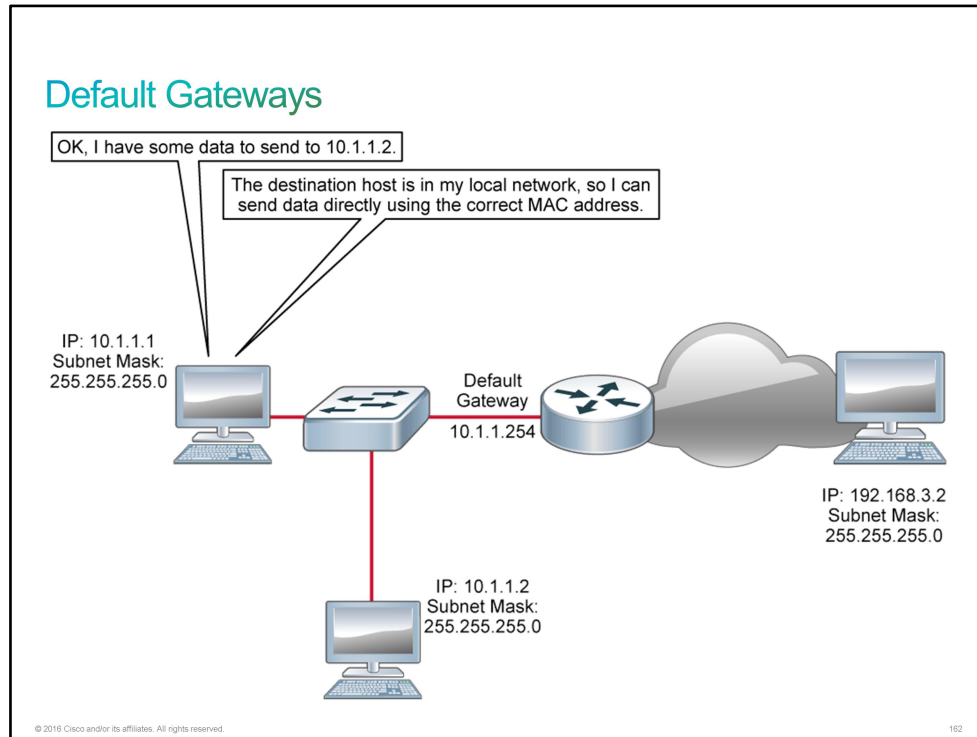 Default Gateways
OK, I have some data to send to 10.1.1.2.
The destination host is in my local network, so I can
send data directly using the correct MAC address.
IP: 10.1.1.1
Subnet Mask:
255.255.255.0
Default
Gateway
10.1.1.254
IP: 192.168.3.2
Subnet Mask:
255.255.255.0
IP: 10.1.1.2
Subnet Mask:
255.255.255.0
© 2016 Cisco and/or its affiliates. All rights reserved.
162